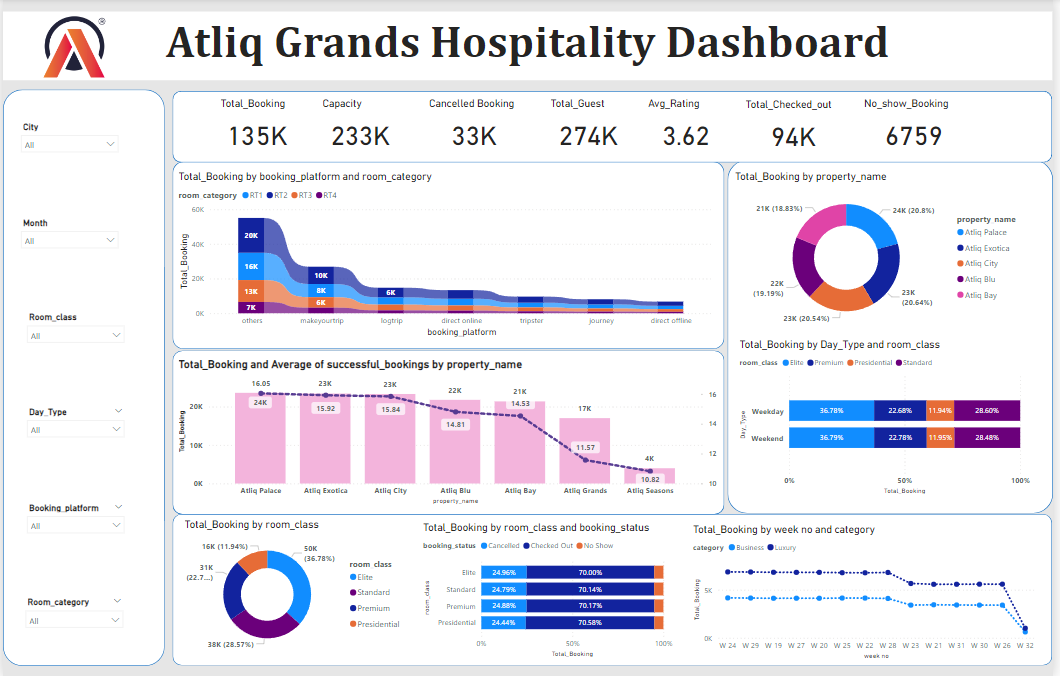 ®
Atliq Grands Hospitality Dashboard
City
All
Month
All
Room_class
All
Day_Type
All
Booking_platform
All
Room_category
All
Total_Booking
135K
Capacity
233K
Cancelled Booking
33K
Total_Guest
274K
Avg_Rating
3.62
Total_Checked_out
94K
No_show_Booking
6759
Total_Booking by booking_platform and room_category
room_category RT1 RT2 RT3 RT4
Total_Booking
60K
40K
20K
0K
20K
16K
13K
7K
10K
8K
6K
6K
others makeyourtrip logtrip direct online tripster journey direct offline
booking_platform
Total_Booking by property_name
21K (18.83%)
24K (20.8%)
22K
(19.19%)
23K
(20.64%)
23K (20.54%)
property_name
Atliq Palace
Atliq Exotica
Atliq City
Atliq Blu
Atliq Bay
Total_Booking by Day_Type and room_class
room_class Elite Premium Presidential Standard
Day_Type
Weekday 36.78% 22.68% 11.94% 28.60%
Weekend 36.79% 22.78% 11.95% 28.48%
0% 50% 100%
Total_Booking
Total_Booking and Average of successful_bookings by property_name
Total_Booking
20K
10K
0K
16.05 23K 23K 22K 21K 17K 4K
24K 15.92 15.84 14.81 14.53 11.57 10.82
16
14
12
10
Atliq Palace Atliq Exotica Atliq City Atliq Blu Atliq Bay Atliq Grands Atliq Seasons
property_name
Total_Booking by room_class
16K (11.94%)
50K
(36.78%)
31K
(22.7...)
38K (28.57%)
room_class
Elite
Standard
Premium
Presidential
Total_Booking by room_class and booking_status
booking_status Cancelled Checked Out No Show
room_class
Elite 24.96% 70.00%
Standard 24.79% 70.14%
Premium 24.88% 70.17%
Presidential 24.44% 70.58%
0% 50% 100%
Total_Booking
Total_Booking by week no and category
category Business Luxury
Total_Booking
5K
0K
W 24 W 29 W 19 W 27 W 20 W 25 W 22 W 28 W 23 W 21 W 31 W 30 W 26 W 32
week no